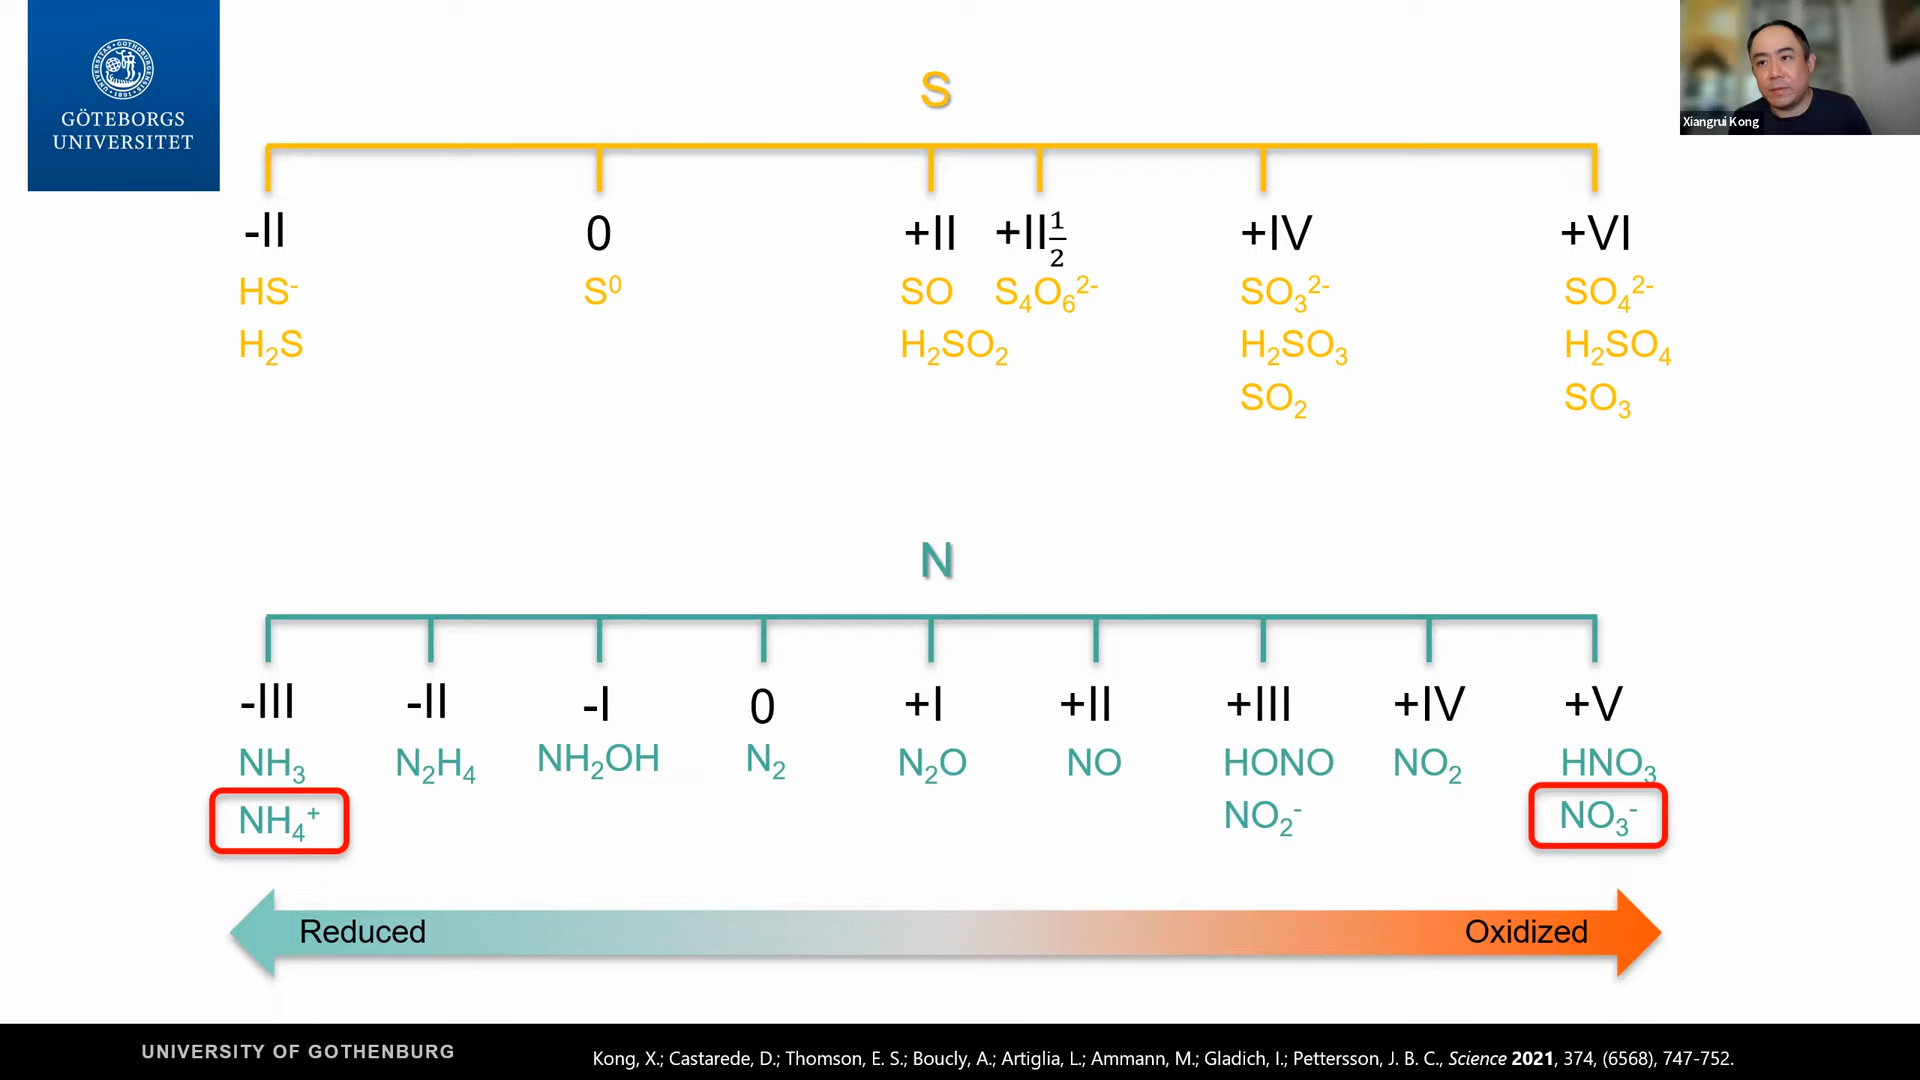 GÖTEBORGS
UNIVERSITET
Xiangrui Kong
S
-II 0 +II +II½ +IV +VI
HS⁻ S⁰ SO S₄O₆²⁻ SO₃²⁻ SO₄²⁻
H₂S H₂SO₂ H₂SO₃ H₂SO₄
SO₂ SO₃
N
-III -II -I 0 +I +II +III +IV +V
NH₃ N₂H₄ NH₂OH N₂ N₂O NO HONO NO₂ HNO₃
NH₄⁺ NO₂⁻ NO₃⁻
Reduced Oxidized
UNIVERSITY OF GOTHENBURG
Kong, X.; Castarede, D.; Thomson, E. S.; Boucly, A.; Artiglia, L.; Ammann, M.; Gladich, I.; Pettersson, J. B. C., Science 2021, 374, (6568), 747-752.